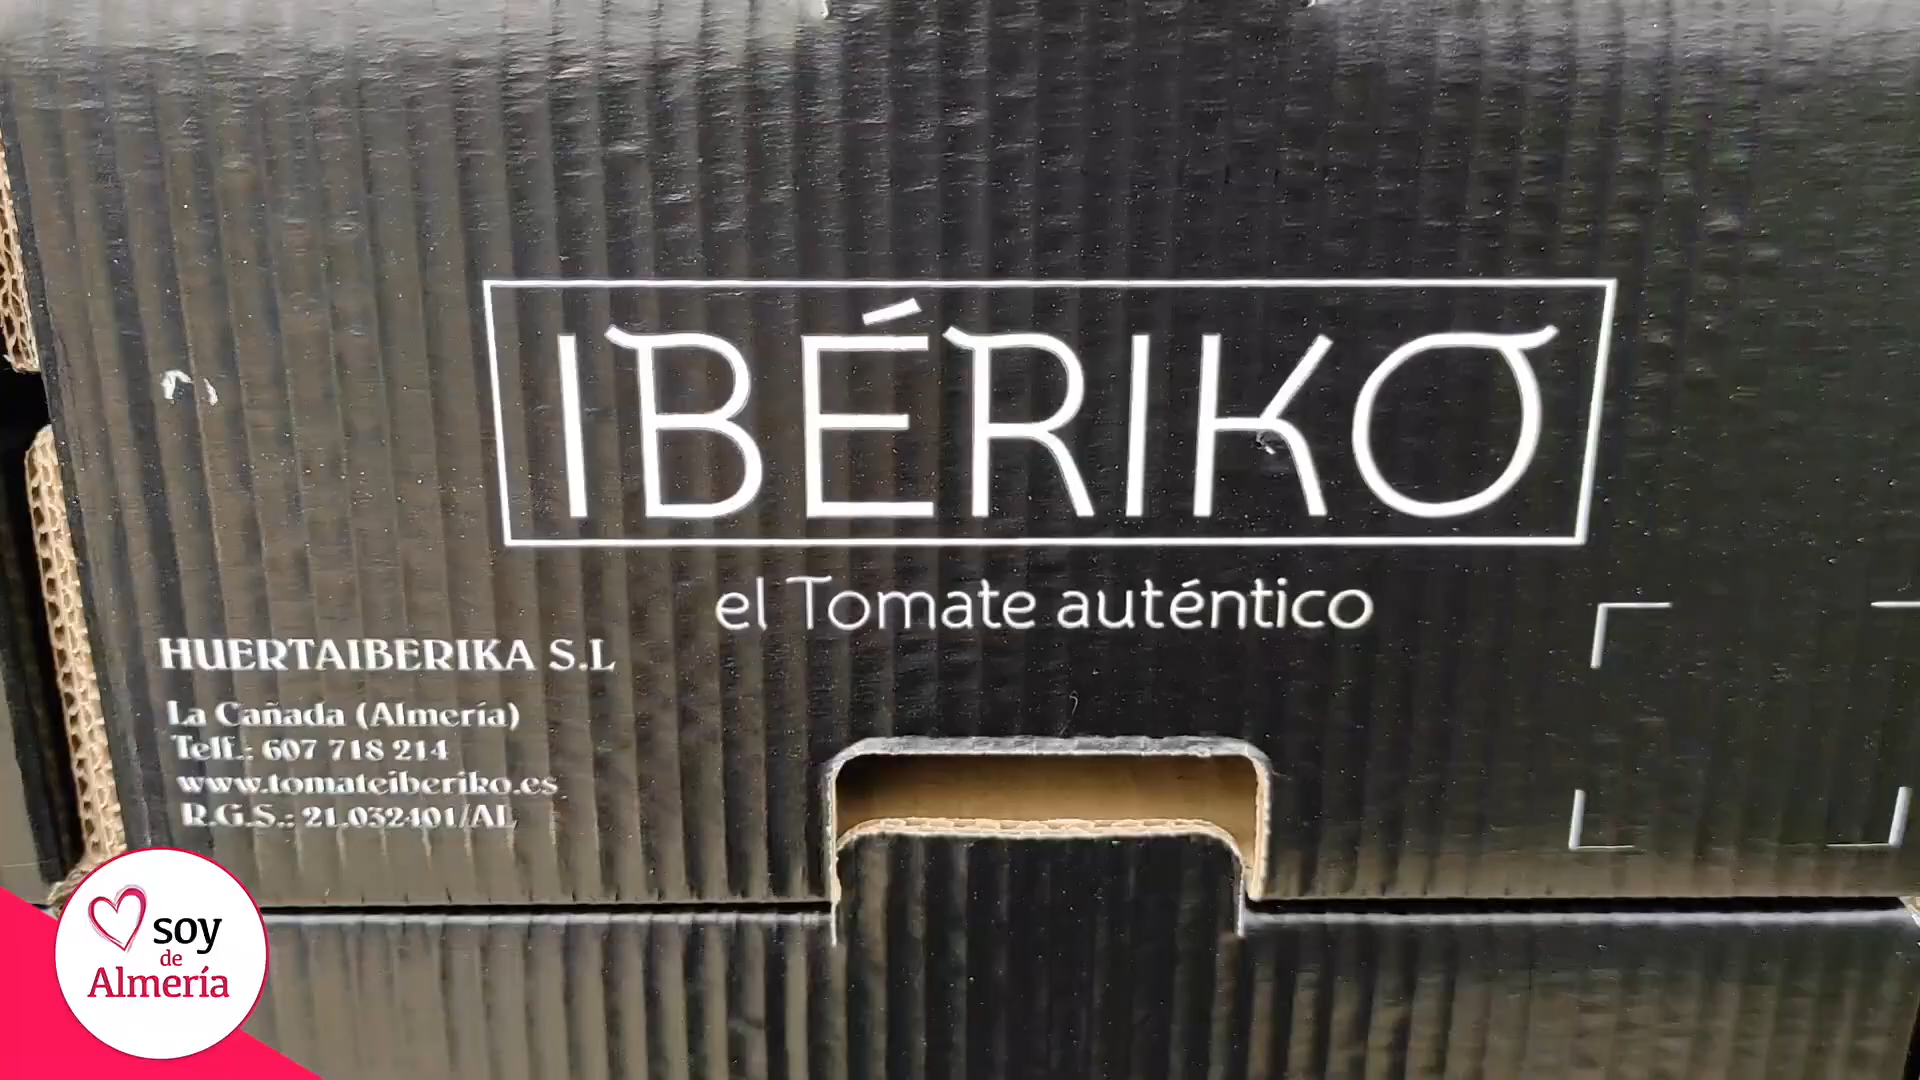 IBÉRIKO
el Tomate auténtico
HUERTAIBERIKA S.L
La Cañada (Almería)
Telf.: 607 718 214
www.tomateiberiko.es
R.G.S.: 21.032401/AL
soy
de
Almería